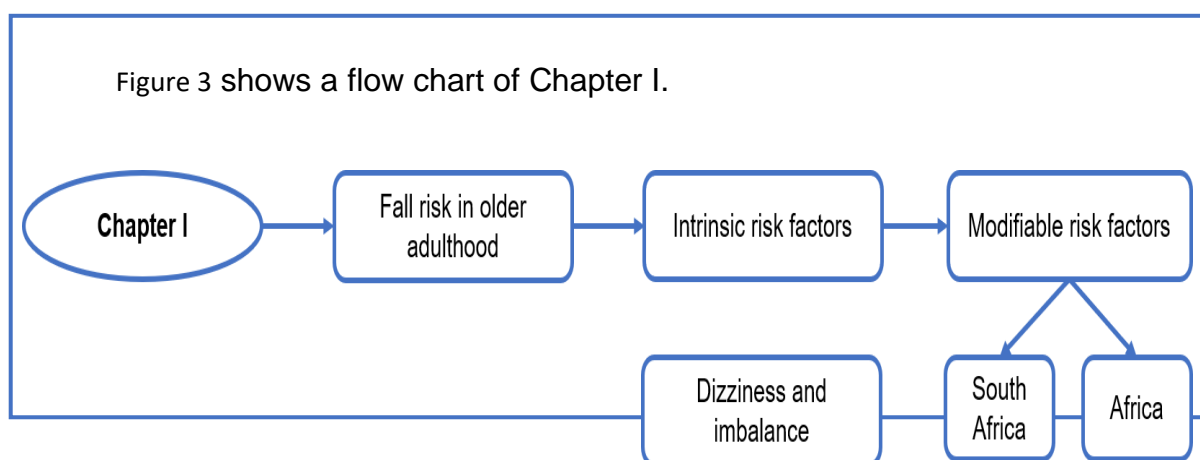 Figure 3 shows a flow chart of Chapter I.
Chapter I
Fall risk in older
adulthood
Intrinsic risk factors
Modifiable risk factors
Dizziness and
imbalance
South
Africa
Africa